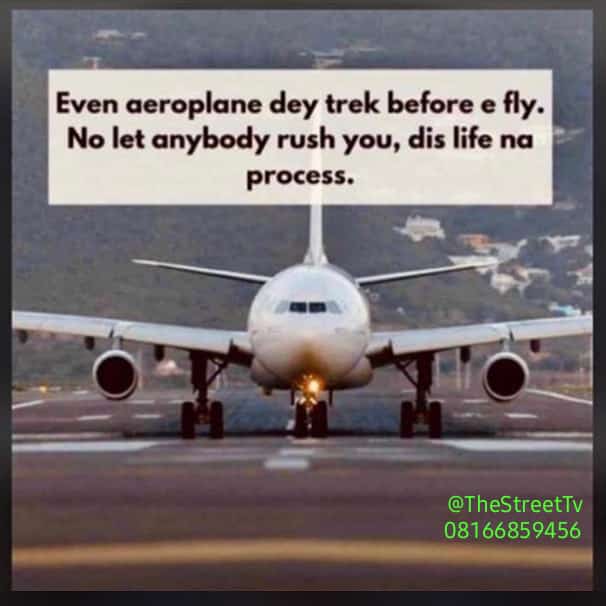 Even aeroplane dey trek before e fly.
No let anybody rush you, dis life na
process.
@TheStreetTv
08166859456